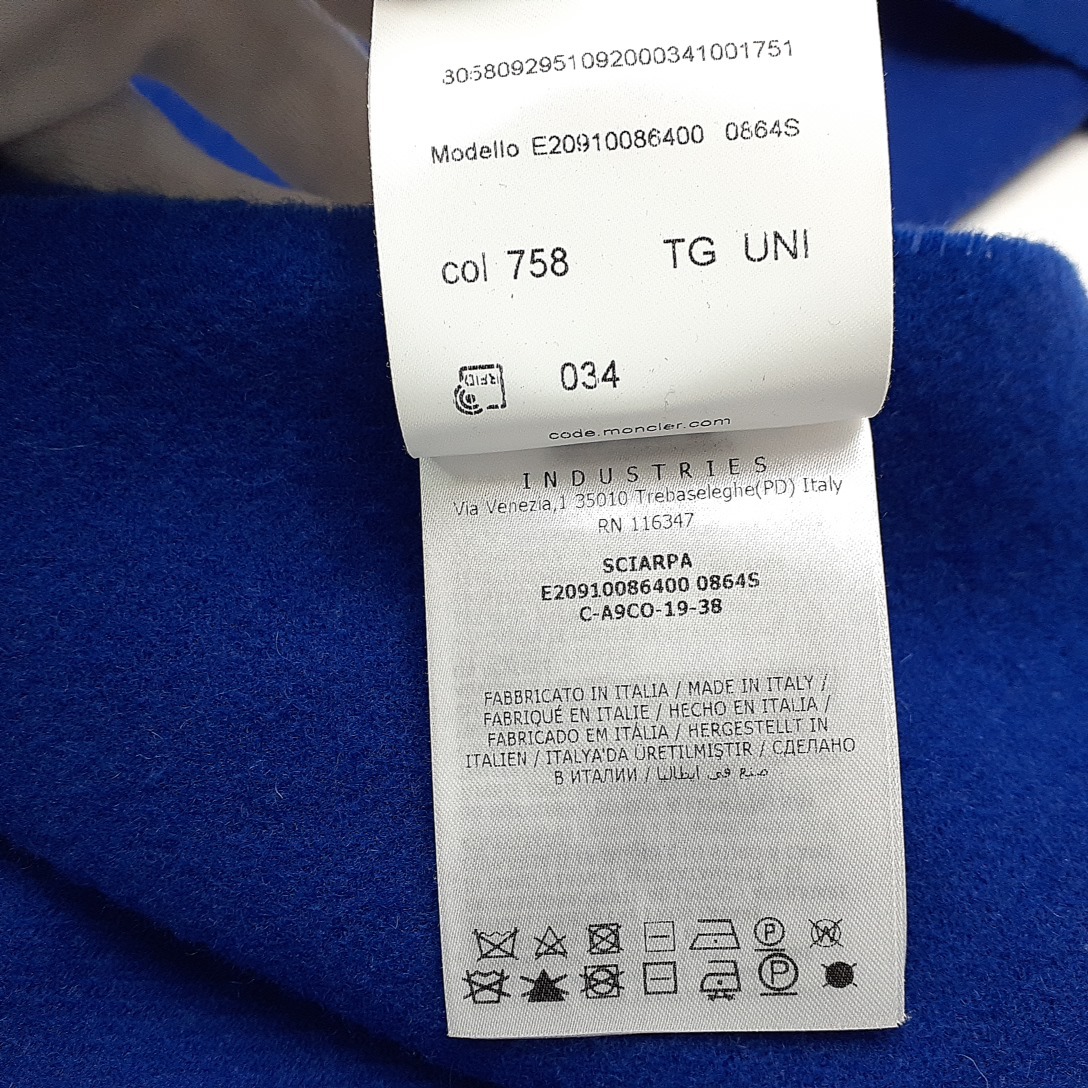 30580929510920003410017​51
Modello E20910086400 0864S
col 758 TG UNI
RFID 034
code.moncler.com
INDUSTRIES
Via Venezia,1 35010 Trebaseleghe(PD) Italy
RN 116347
SCIARPA
E20910086400 0864S
C-A9CO-19-38
FABBRICATO IN ITALIA / MADE IN ITALY /
FABRIQUÉ EN ITALIE / HECHO EN ITALIA /
FABRICADO EM ITÁLIA / HERGESTELLT IN
ITALIEN / ITALYA'DA ÜRETILMIŞTIR / СДЕЛАНО
В ИТАЛИИ / صنع في ايطاليا
P W
P